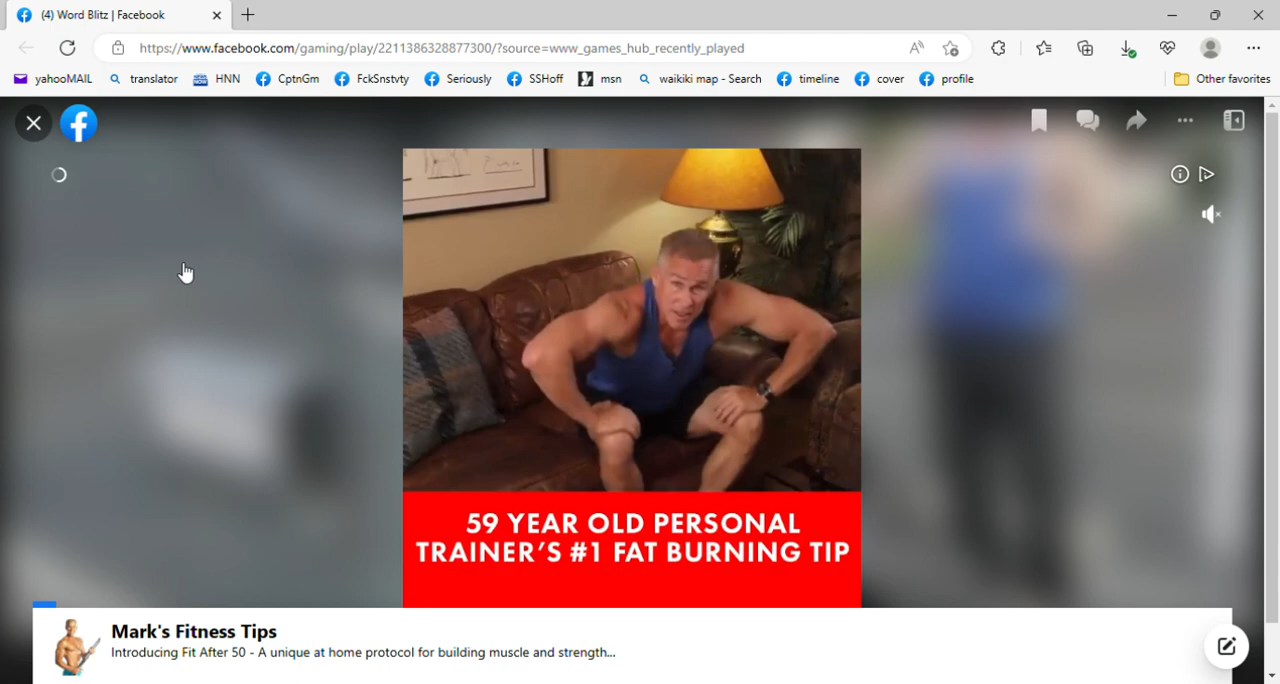 (4) Word Blitz | Facebook
https://www.facebook.com/gaming/play/2211386328877300/?source=www_games_hub_recently_played
yahooMAIL translator HNN CptnGm FckSnstvty Seriously SSHoff msn waikiki map - Search timeline cover profile Other favorites
59 YEAR OLD PERSONAL
TRAINER'S #1 FAT BURNING TIP
Mark's Fitness Tips
Introducing Fit After 50 - A unique at home protocol for building muscle and strength...